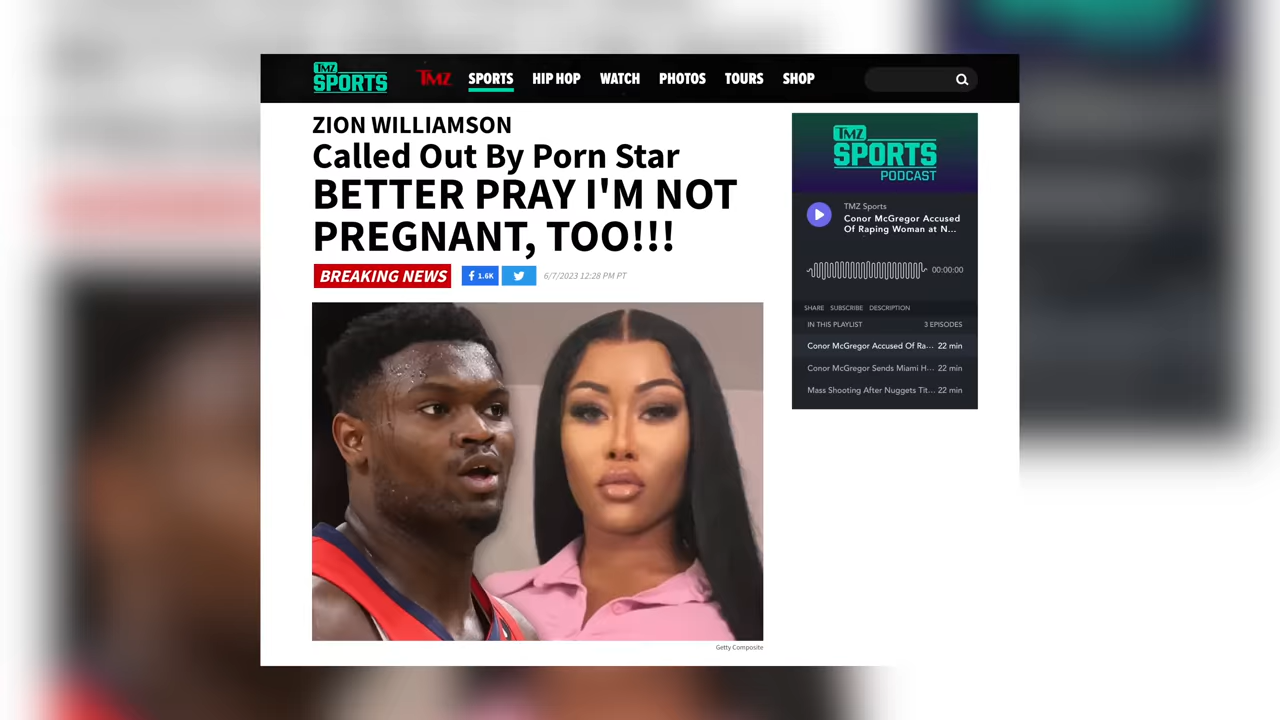 TMZ
SPORTS
TMZ
SPORTS
HIP HOP
WATCH
PHOTOS
TOURS
SHOP
ZION WILLIAMSON
Called Out By Porn Star
BETTER PRAY I'M NOT
PREGNANT, TOO!!!
BREAKING NEWS
1.6K
6/7/2023 12:28 PM PT
Getty Composite
TMZ
SPORTS
PODCAST
TMZ Sports
Conor McGregor Accused
Of Raping Woman at N...
00:00:00
SHARE SUBSCRIBE DESCRIPTION
IN THIS PLAYLIST 3 EPISODES
Conor McGregor Accused Of Ra... 22 min
Conor McGregor Sends Miami H... 22 min
Mass Shooting After Nuggets Tit... 22 min